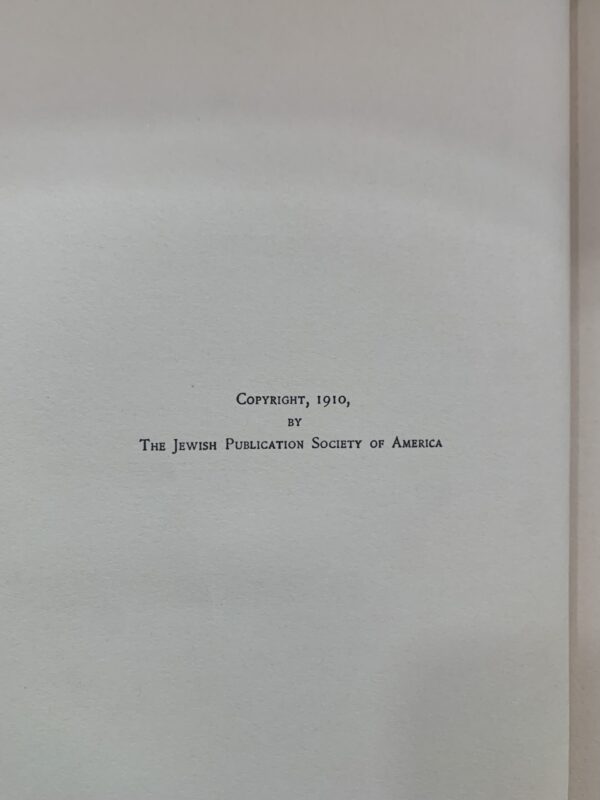 Copyright, 1910,
by
The Jewish Publication Society of America